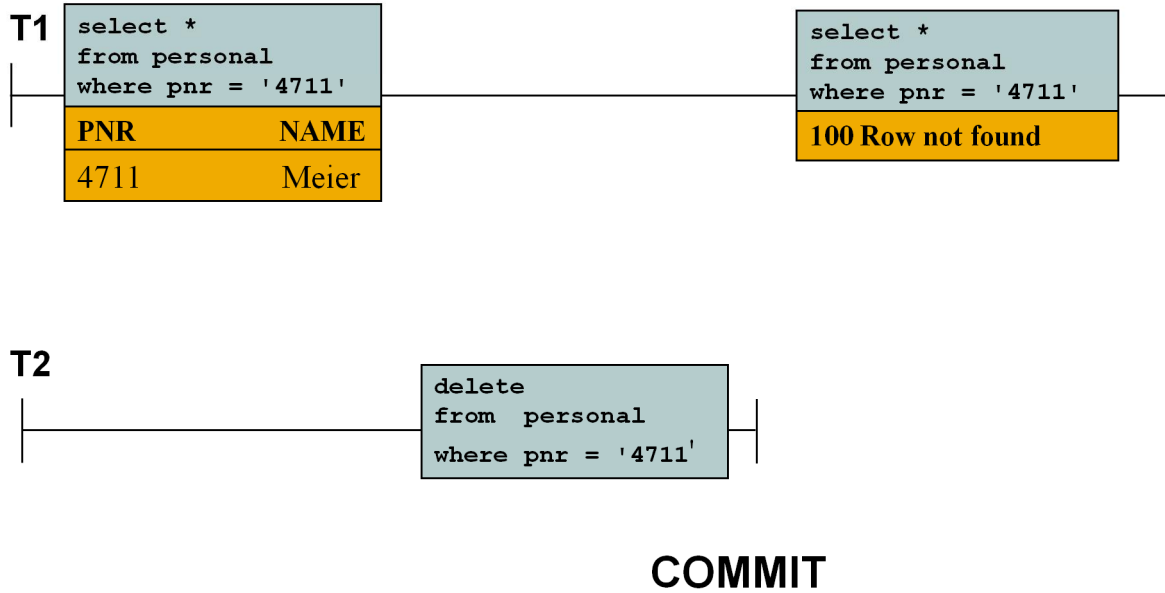 T1
select *
from personal
where pnr = '4711'
PNR NAME
4711 Meier
select *
from personal
where pnr = '4711'
100 Row not found
T2
delete
from  personal
where pnr = '4711'
COMMIT